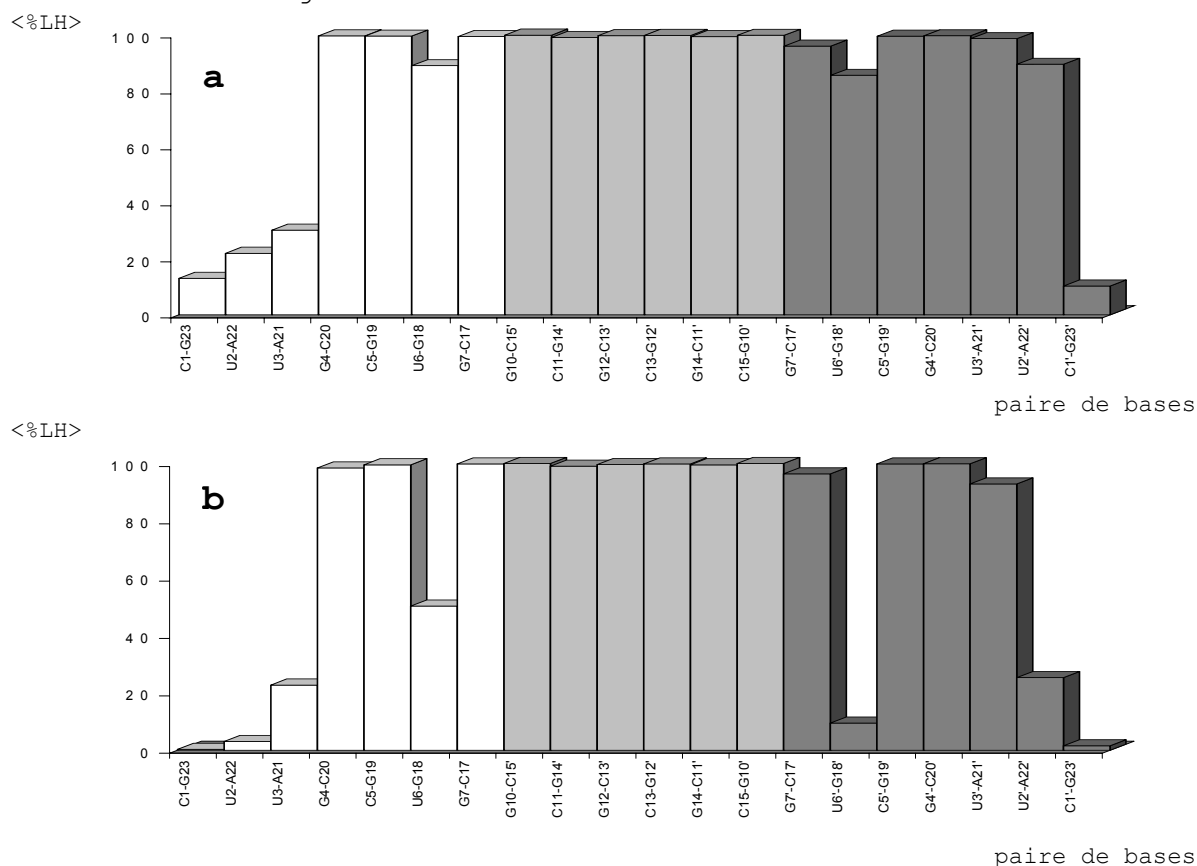 <%LH>
a
100
80
60
40
20
0
C1-G23 U2-A22 U3-A21 G4-C20 C5-G19 U6-G18 G7-C17 G10-C15' C11-G14' G12-C13' C13-G12' G14-C11' C15-G10' G7'-C17' U6'-G18' C5'-G19' G4'-C20' U3'-A21' U2'-A22' C1'-G23'
paire de bases
<%LH>
b
100
80
60
40
20
0
C1-G23 U2-A22 U3-A21 G4-C20 C5-G19 U6-G18 G7-C17 G10-C15' C11-G14' G12-C13' C13-G12' G14-C11' C15-G10' G7'-C17' U6'-G18' C5'-G19' G4'-C20' U3'-A21' U2'-A22' C1'-G23'
paire de bases